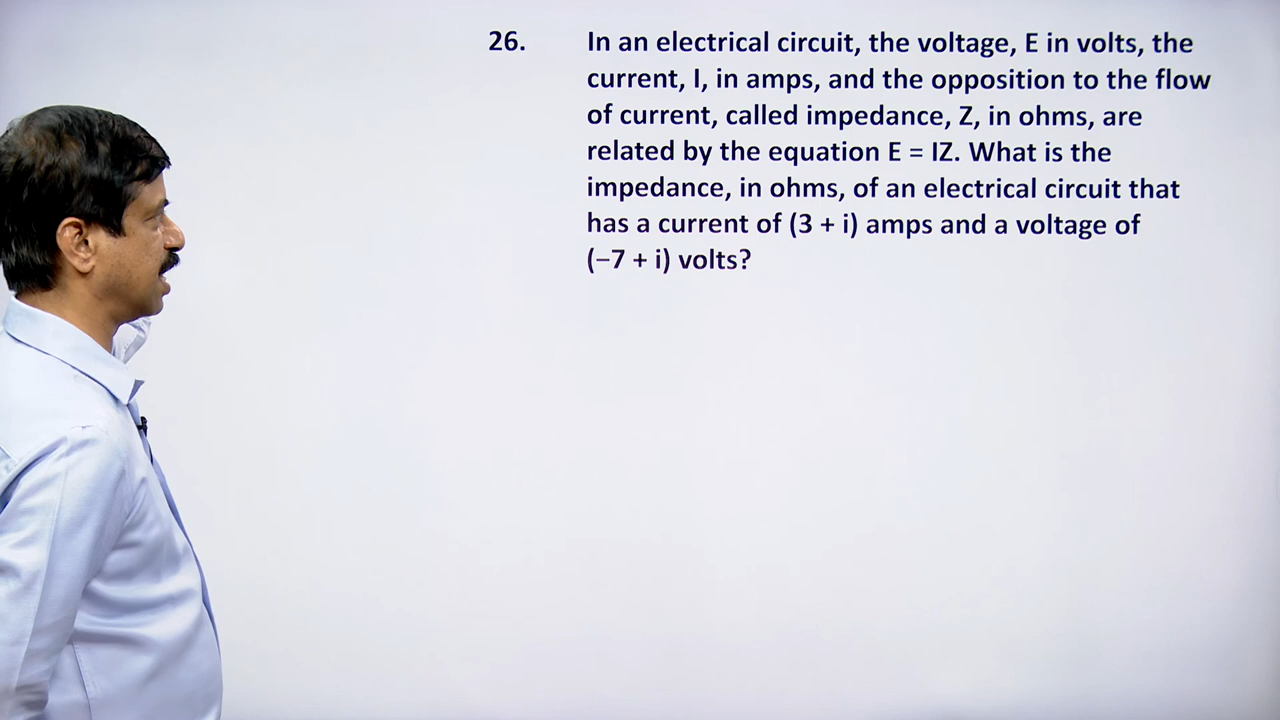 26. In an electrical circuit, the voltage, E in volts, the
current, I, in amps, and the opposition to the flow
of current, called impedance, Z, in ohms, are
related by the equation E = IZ. What is the
impedance, in ohms, of an electrical circuit that
has a current of (3 + i) amps and a voltage of
(−7 + i) volts?